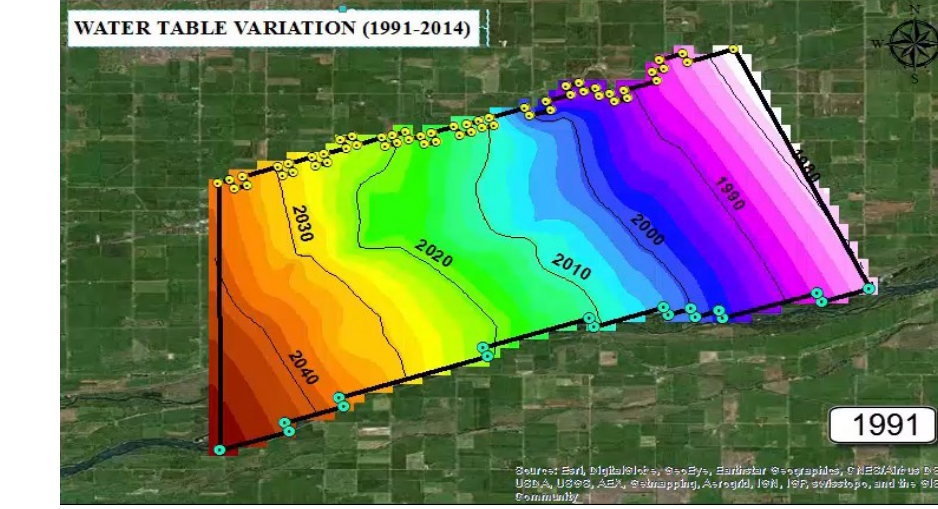 WATER TABLE VARIATION (1991-2014)
N
W
S
1980
1990
2030
2000
2020
2010
2040
1991
Source: Esri, DigitalGlobe, GeoEye, Earthstar Geographics, CNES/Airbus DS
USDA, USGS, AEX, Getmapping, Aerogrid, IGN, IGP, swisstopo, and the GIS
Community